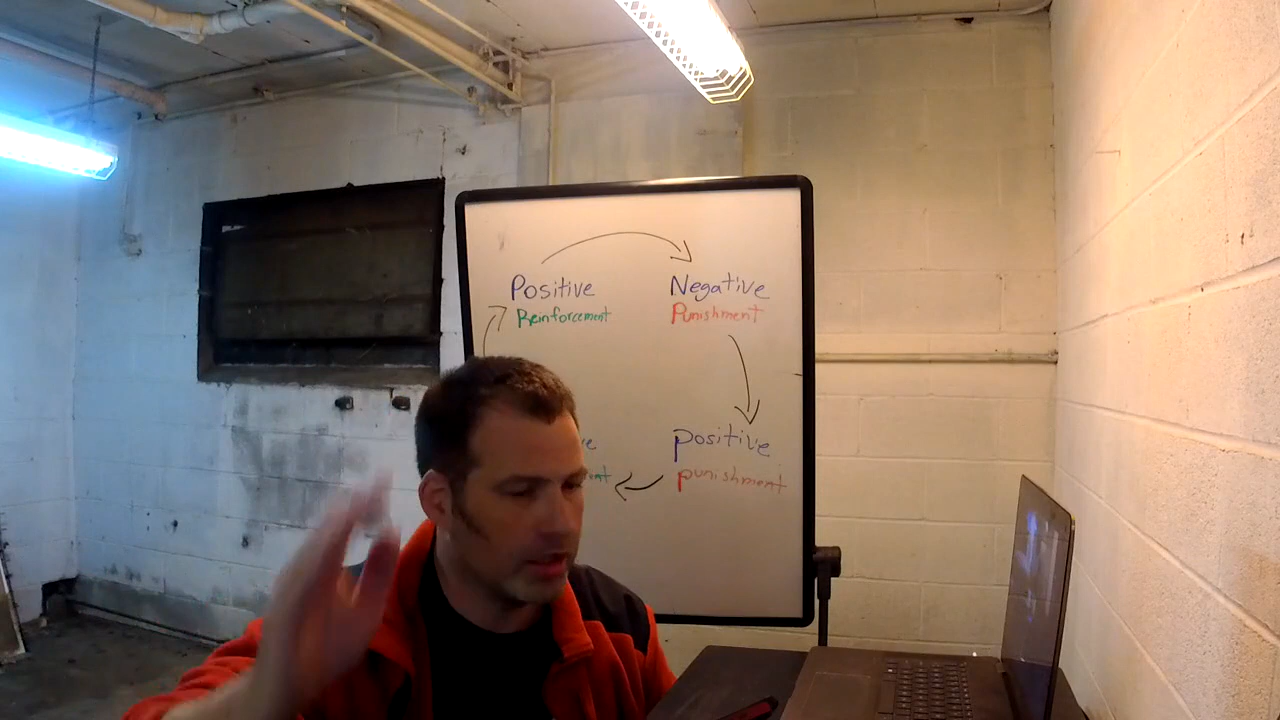 Positive
Reinforcement
Negative
Punishment
positive
punishment